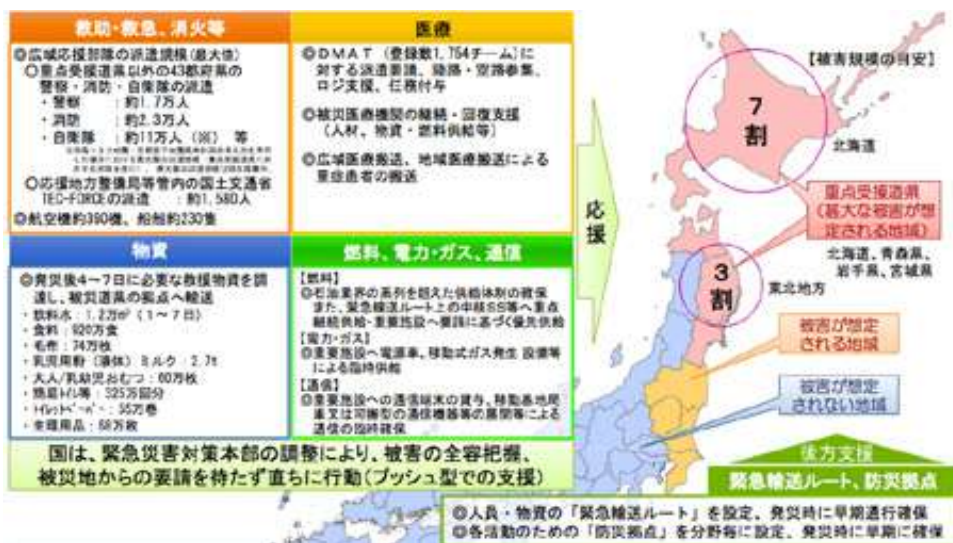 救助・救急、消火等
◎広域応援部隊の派遣規模(最大値)
○重点受援道県以外の43都府県の
警察・消防・自衛隊の派遣
・警察 :約1.7万人
・消防 :約2.3万人
・自衛隊 :約11万人(※) 等
○応援地方整備局等管内の国土交通省
TEC-FORCEの派遣 :約1,580人
◎航空機約390機、船舶約230隻
医療
◎DMAT(登録数1,754チーム)に
対する派遣要請、陸路・空路参集、
ロジ支援、任務付与
◎被災医療機関の継続・回復支援
(人材、物資・燃料供給等)
◎広域医療搬送、地域医療搬送による
重症患者の搬送
物資
◎発災後4~7日に必要な救援物資を調
達し、被災道県の拠点へ輸送
・飲料水:1.2万㎥(1~7日)
・食料:920万食
・毛布:74万枚
・乳児用粉(液体)ミルク:2.7t
・大人/乳幼児おむつ:60万枚
・簡易トイレ等:325万回分
・トイレットペーパー:55万巻
・生理用品:58万枚
燃料、電力・ガス、通信
【燃料】
◎石油業界の系列を超えた供給体制の確保
また、緊急輸送ルート上の中核SS等へ重点
継続供給・重要施設へ要請に基づく優先供給
【電力・ガス】
◎重要施設へ電源車、移動式ガス発生設備等
による臨時供給
【通信】
◎重要施設への通信端末の貸与、移動基地局
車又は可搬型の通信機器等の展開等による
通信の臨時確保
国は、緊急災害対策本部の調整により、被害の全容把握、
被災地からの要請を待たず直ちに行動(プッシュ型での支援)
応援
【被害規模の目安】
7割
北海道
重点受援道県
(甚大な被害が想
定される地域)
北海道、青森県、
岩手県、宮城県
3割
東北地方
被害が想定
される地域
被害が想定
されない地域
後方支援
緊急輸送ルート、防災拠点
◎人員・物資の「緊急輸送ルート」を設定、発災時に早期通行確保
◎各活動のための「防災拠点」を分野毎に設定、発災時に早期に確保